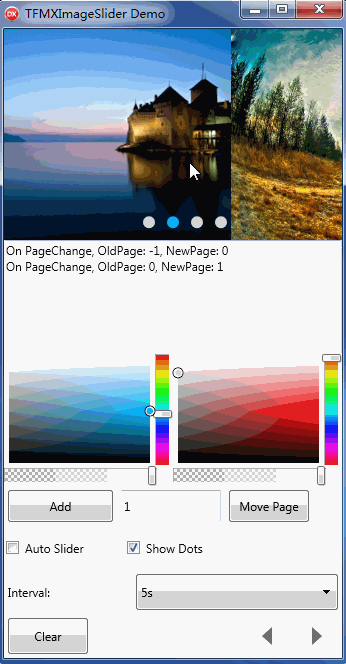 DX TFMXImageSlider Demo
On PageChange, OldPage: -1, NewPage: 0
On PageChange, OldPage: 0, NewPage: 1
Add 1 Move Page
Auto Slider Show Dots
Interval: 5s
Clear